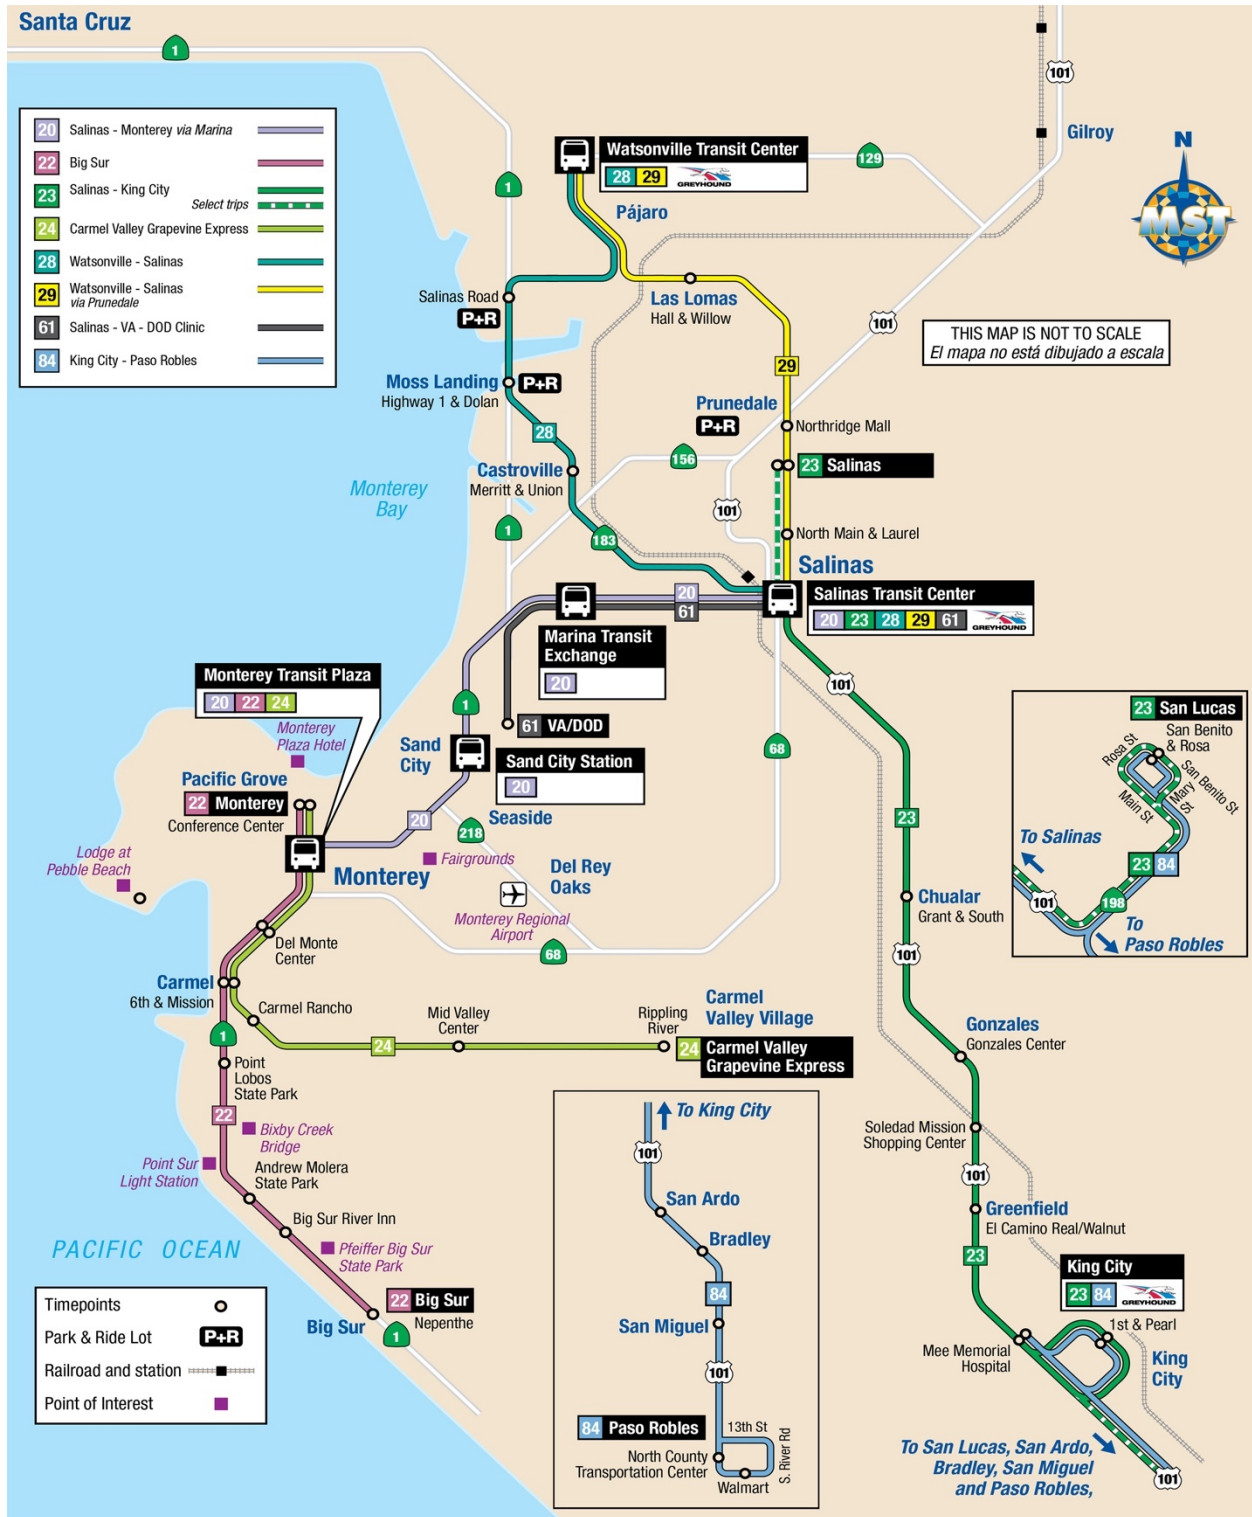 Santa Cruz
1
20 Salinas - Monterey via Marina
22 Big Sur
23 Salinas - King City
Select trips
24 Carmel Valley Grapevine Express
28 Watsonville - Salinas
29 Watsonville - Salinas
via Prunedale
61 Salinas - VA - DOD Clinic
84 King City - Paso Robles
101
Gilroy
N
MST
Watsonville Transit Center
28 29 GREYHOUND
129
1
Pájaro
Salinas Road
P+R
Las Lomas
Hall & Willow
101
THIS MAP IS NOT TO SCALE
El mapa no está dibujado a escala
29
Moss Landing P+R
Highway 1 & Dolan
28
Prunedale
P+R
Northridge Mall
156
23 Salinas
Castroville
Merritt & Union
Monterey
Bay
101
1
183
North Main & Laurel
Salinas
Salinas Transit Center
20 23 28 29 61 GREYHOUND
20
61
Marina Transit
Exchange
20
101
Monterey Transit Plaza
20 22 24
1
61 VA/DOD
Monterey
Plaza Hotel
Sand
City
Sand City Station
20
68
Pacific Grove
22 Monterey
Conference Center
20
Seaside
218
23
Lodge at
Pebble Beach
Monterey
Fairgrounds
Del Rey
Oaks
Monterey Regional
Airport
68
Chualar
Grant & South
101
23 San Lucas
San Benito
& Rosa
Rosa St
San Benito St
Main St
Mary St
To Salinas
23 84
101
198
To
Paso Robles
Del Monte
Center
Carmel
6th & Mission
Carmel Rancho
1
24
Mid Valley
Center
Rippling
River
Carmel
Valley Village
24 Carmel Valley
Grapevine Express
Gonzales
Gonzales Center
Point
Lobos
State Park
22
Bixby Creek
Bridge
Point Sur
Light Station
Andrew Molera
State Park
Big Sur River Inn
Pfeiffer Big Sur
State Park
PACIFIC OCEAN
22 Big Sur
Nepenthe
Big Sur
1
Soledad Mission
Shopping Center
101
Greenfield
El Camino Real/Walnut
23
King City
23 84 GREYHOUND
1st & Pearl
Mee Memorial
Hospital
King
City
To San Lucas, San Ardo,
Bradley, San Miguel
and Paso Robles,
101
To King City
101
San Ardo
Bradley
84
San Miguel
101
84 Paso Robles
13th St
S. River Rd
North County
Transportation Center
Walmart
Timepoints
Park & Ride Lot P+R
Railroad and station
Point of Interest